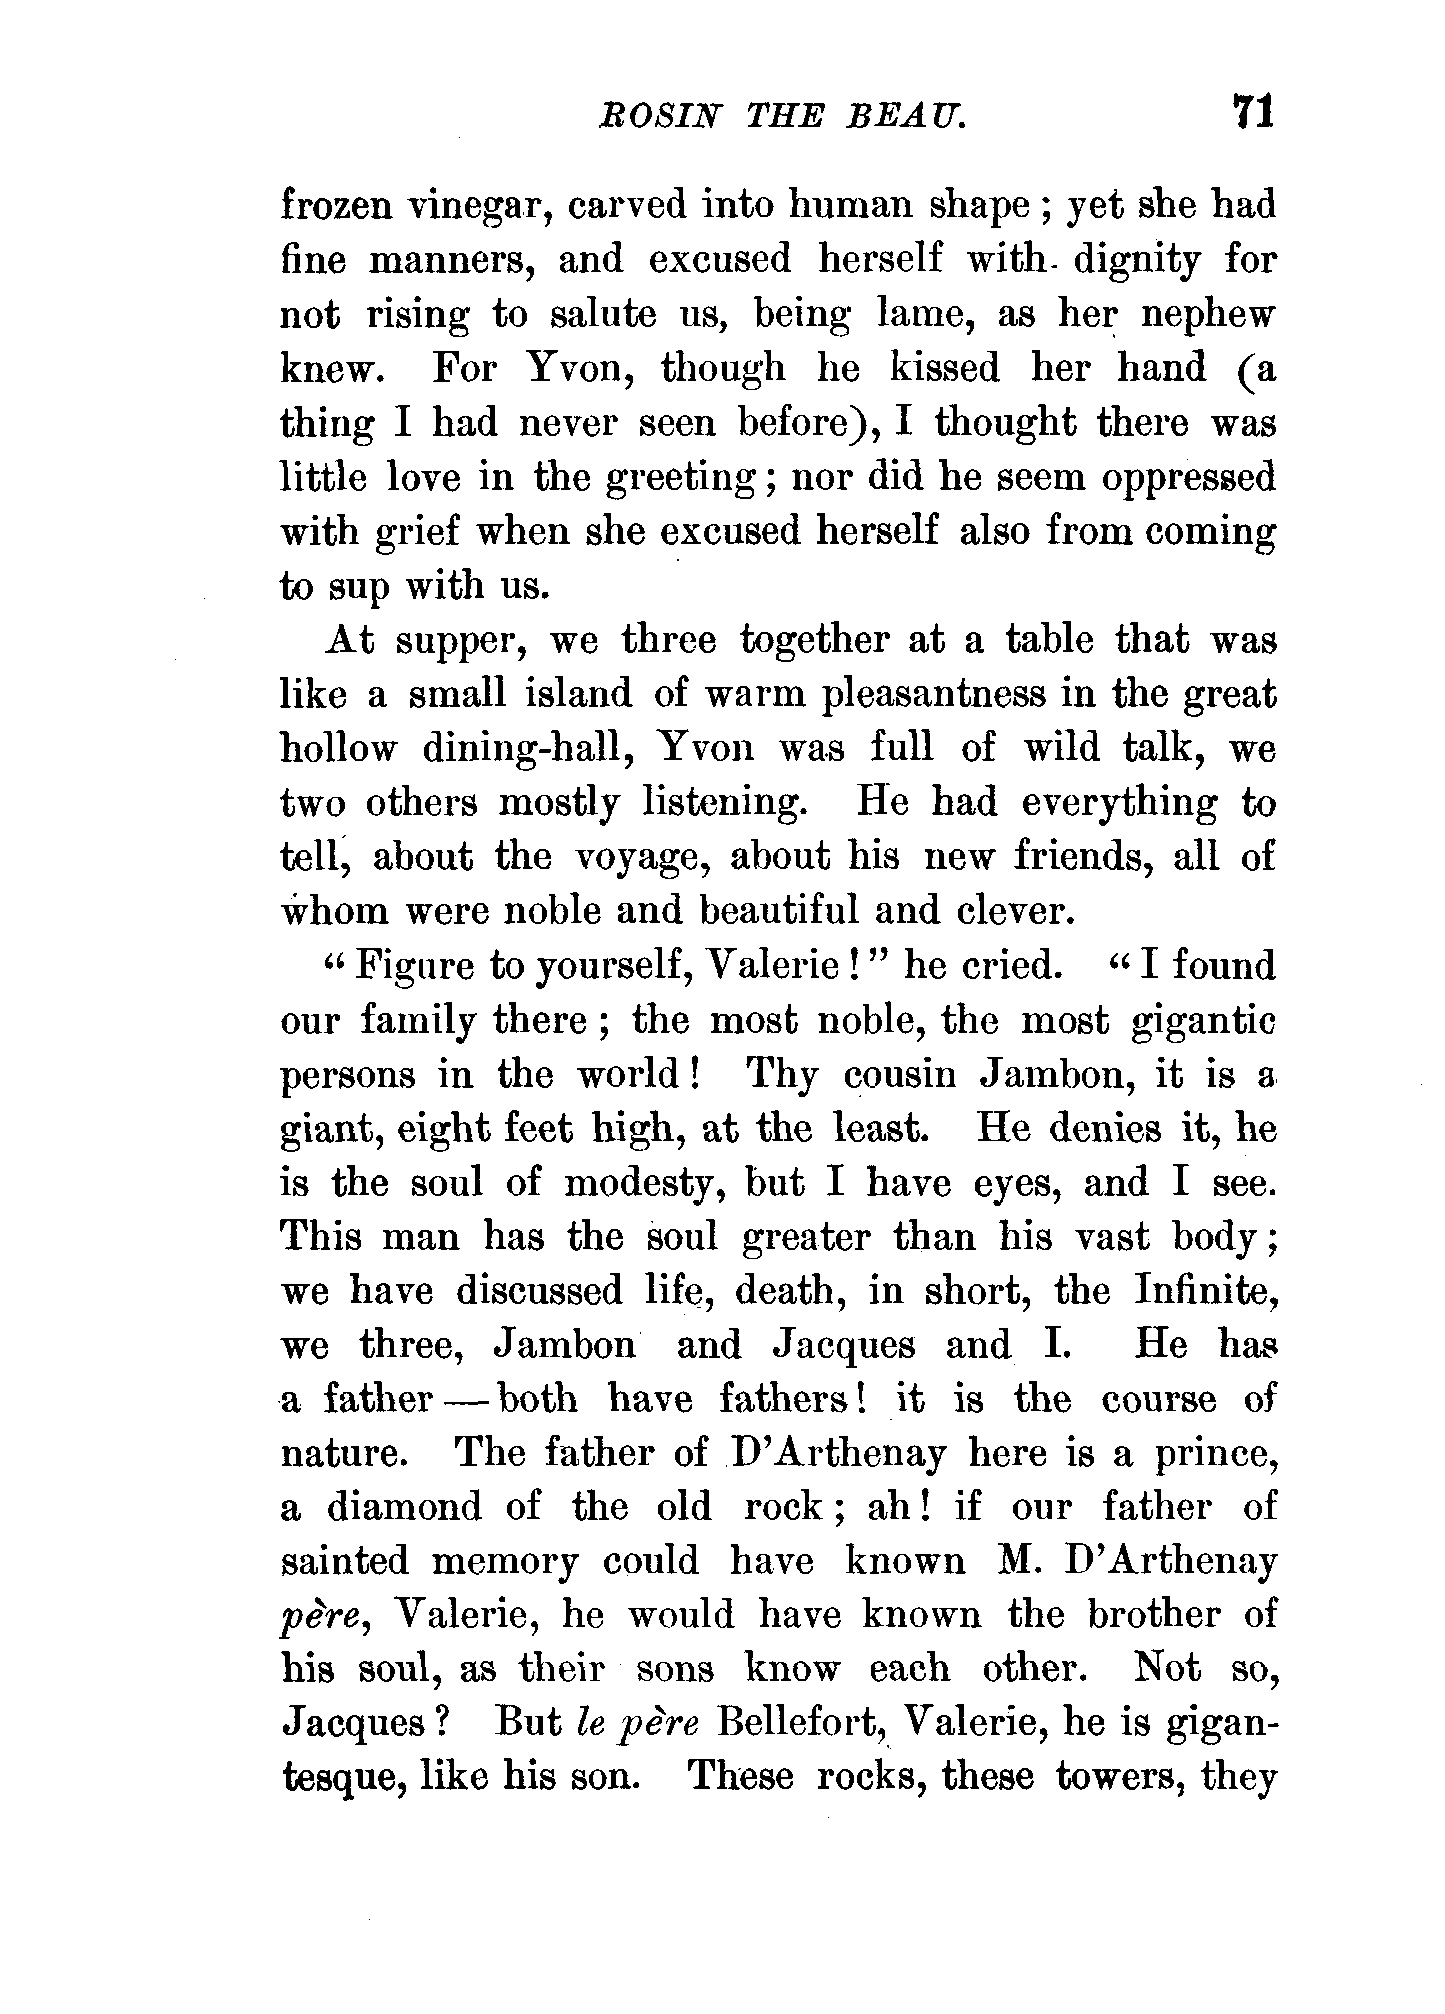 ROSIN THE BEAU. 71
frozen vinegar, carved into human shape; yet she had
fine manners, and excused herself with dignity for
not rising to salute us, being lame, as her nephew
knew. For Yvon, though he kissed her hand (a
thing I had never seen before), I thought there was
little love in the greeting; nor did he seem oppressed
with grief when she excused herself also from coming
to sup with us.
At supper, we three together at a table that was
like a small island of warm pleasantness in the great
hollow dining-hall, Yvon was full of wild talk, we
two others mostly listening. He had everything to
tell, about the voyage, about his new friends, all of
whom were noble and beautiful and clever.
“Figure to yourself, Valerie!” he cried. “I found
our family there; the most noble, the most gigantic
persons in the world! Thy cousin Jambon, it is a
giant, eight feet high, at the least. He denies it, he
is the soul of modesty, but I have eyes, and I see.
This man has the soul greater than his vast body;
we have discussed life, death, in short, the Infinite,
we three, Jambon and Jacques and I. He has
a father—both have fathers! it is the course of
nature. The father of D’Arthenay here is a prince,
a diamond of the old rock; ah! if our father of
sainted memory could have known M. D’Arthenay
père, Valerie, he would have known the brother of
his soul, as their sons know each other. Not so,
Jacques? But le père Bellefort, Valerie, he is gigan-
tesque, like his son. These rocks, these towers, they